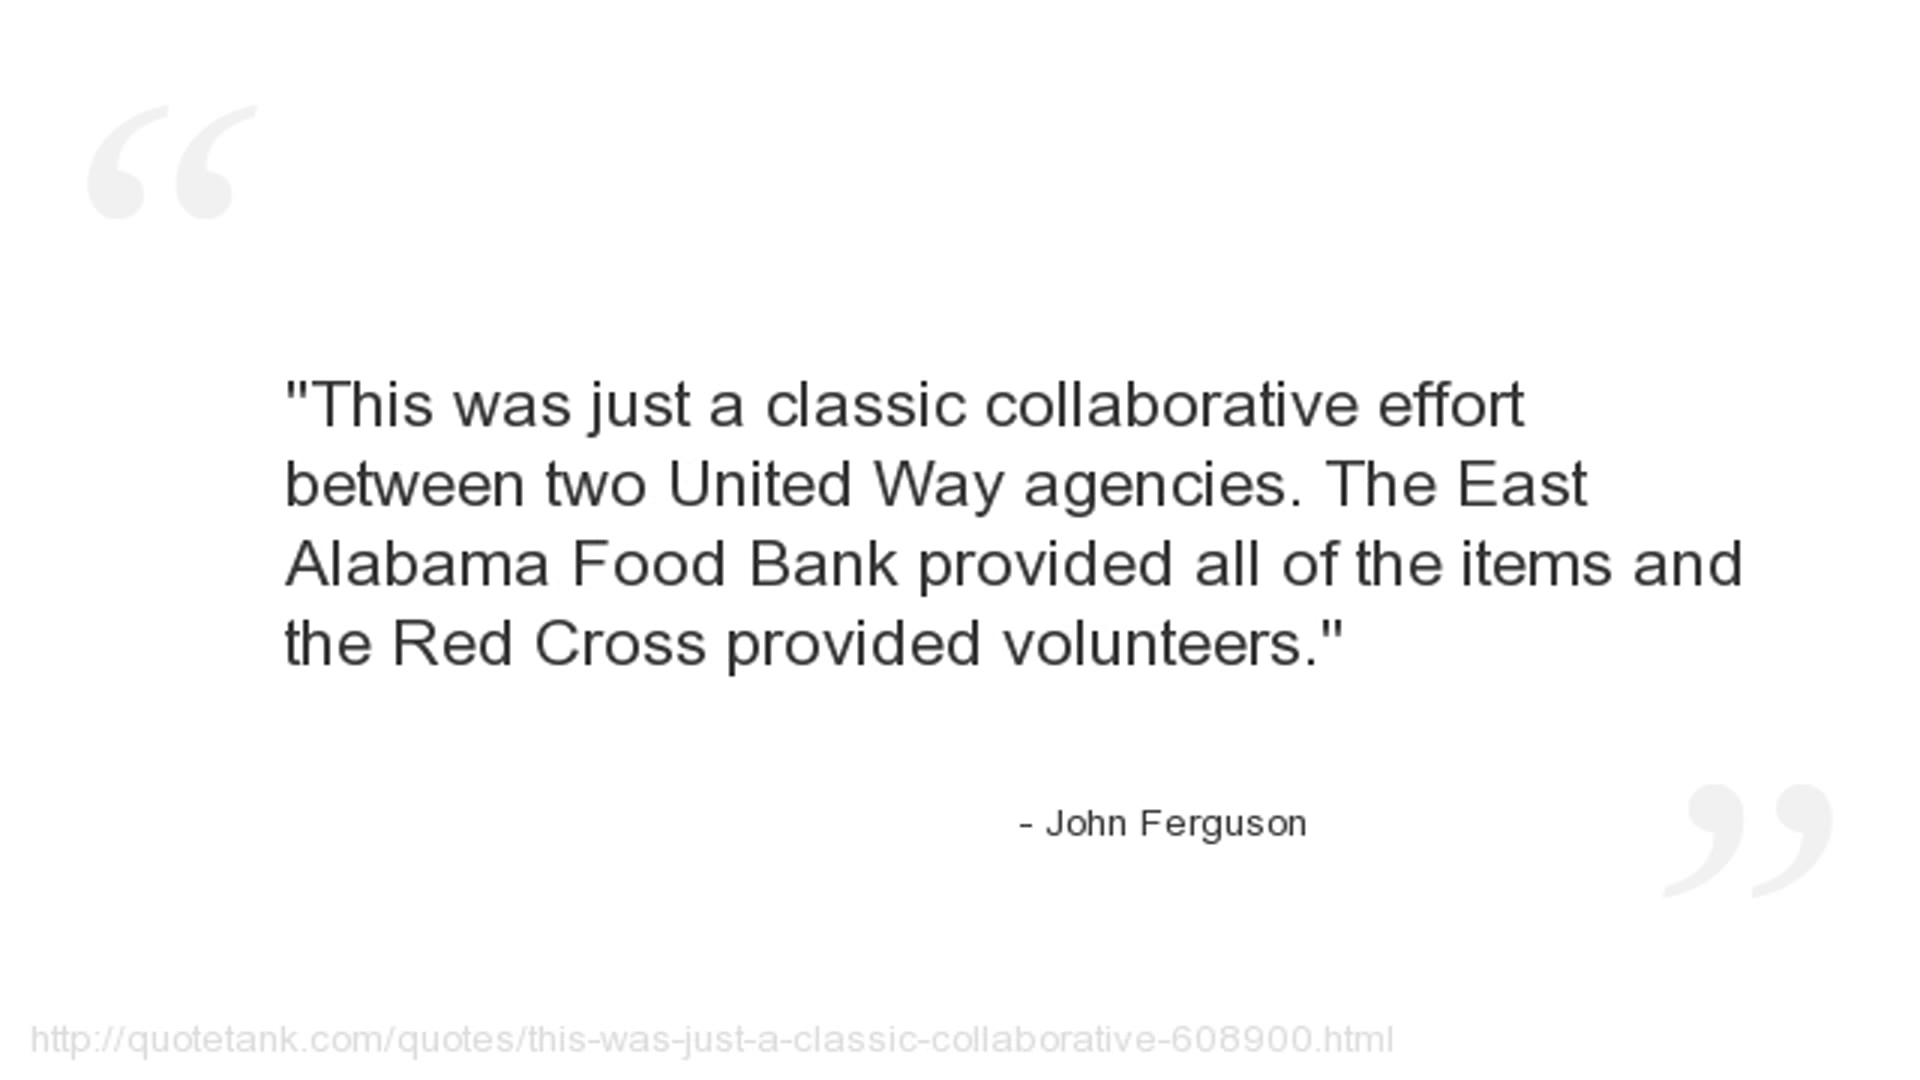 "This was just a classic collaborative effort
between two United Way agencies. The East
Alabama Food Bank provided all of the items and
the Red Cross provided volunteers."
- John Ferguson
http://quotetank.com/quotes/this-was-just-a-classic-collaborative-608900.html